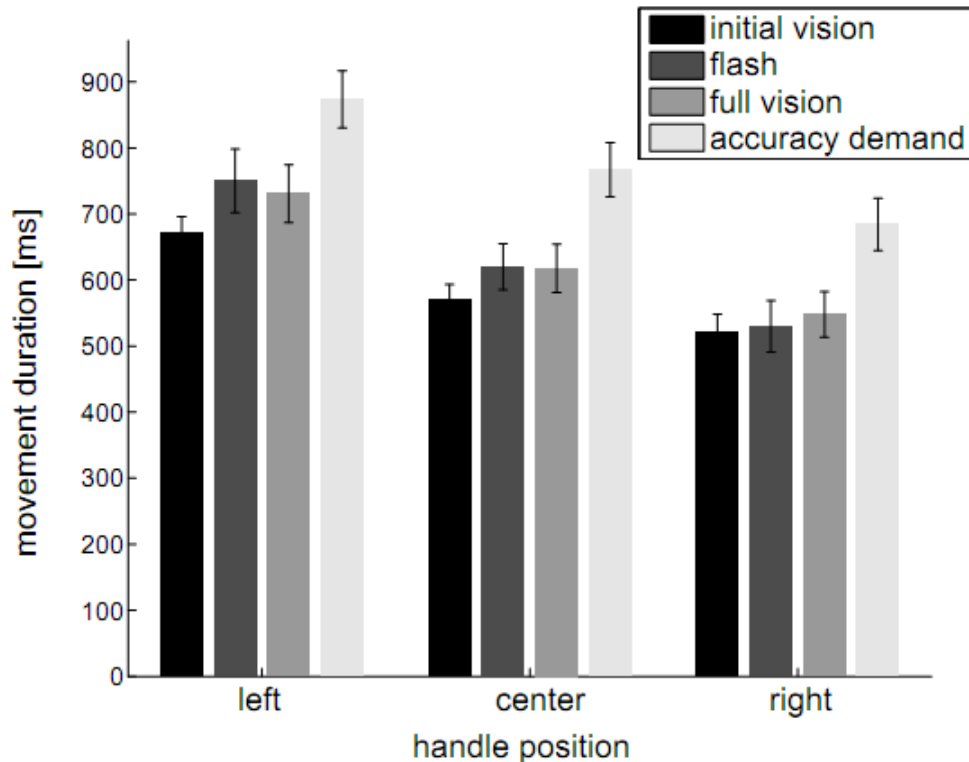 initial vision
flash
full vision
accuracy demand
movement duration [ms]
900
800
700
600
500
400
300
200
100
0
left center right
handle position